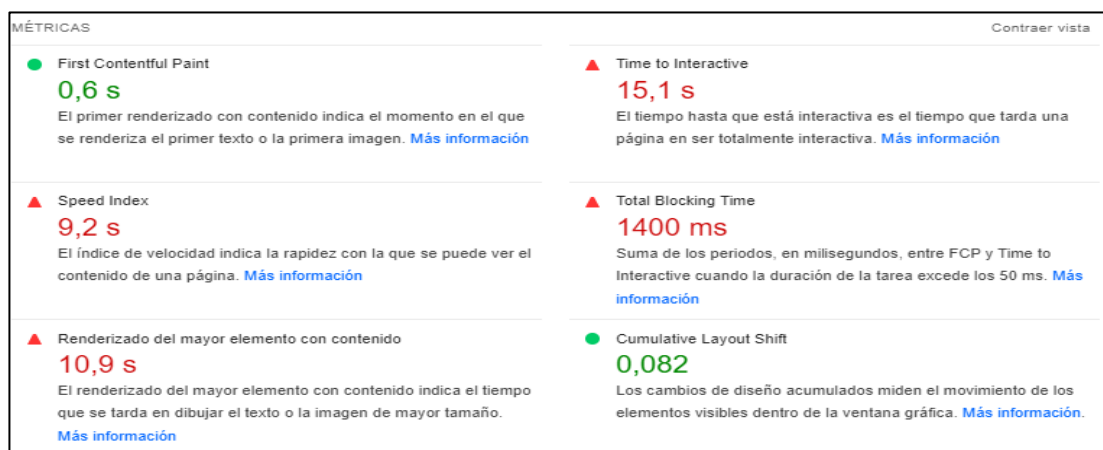 MÉTRICAS
Contraer vista
First Contentful Paint
0,6 s
El primer renderizado con contenido indica el momento en el que
se renderiza el primer texto o la primera imagen. Más información
Time to Interactive
15,1 s
El tiempo hasta que está interactiva es el tiempo que tarda una
página en ser totalmente interactiva. Más información
Speed Index
9,2 s
El índice de velocidad indica la rapidez con la que se puede ver el
contenido de una página. Más información
Total Blocking Time
1400 ms
Suma de los periodos, en milisegundos, entre FCP y Time to
Interactive cuando la duración de la tarea excede los 50 ms. Más
información
Renderizado del mayor elemento con contenido
10,9 s
El renderizado del mayor elemento con contenido indica el tiempo
que se tarda en dibujar el texto o la imagen de mayor tamaño.
Más información
Cumulative Layout Shift
0,082
Los cambios de diseño acumulados miden el movimiento de los
elementos visibles dentro de la ventana gráfica. Más información.